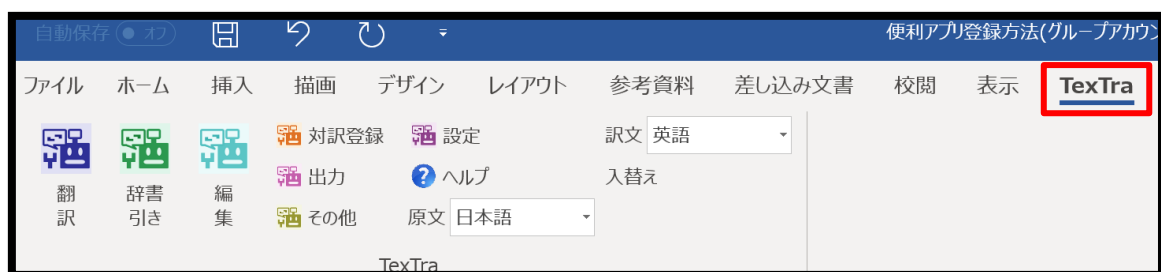 自動保存 オフ 便利アプリ登録方法(グループアカウン
ファイル ホーム 挿入 描画 デザイン レイアウト 参考資料 差し込み文書 校閲 表示 TexTra
対訳登録 設定 訳文 英語
出力 ヘルプ 入替え
その他 原文 日本語
翻訳 辞書引き 編集
TexTra